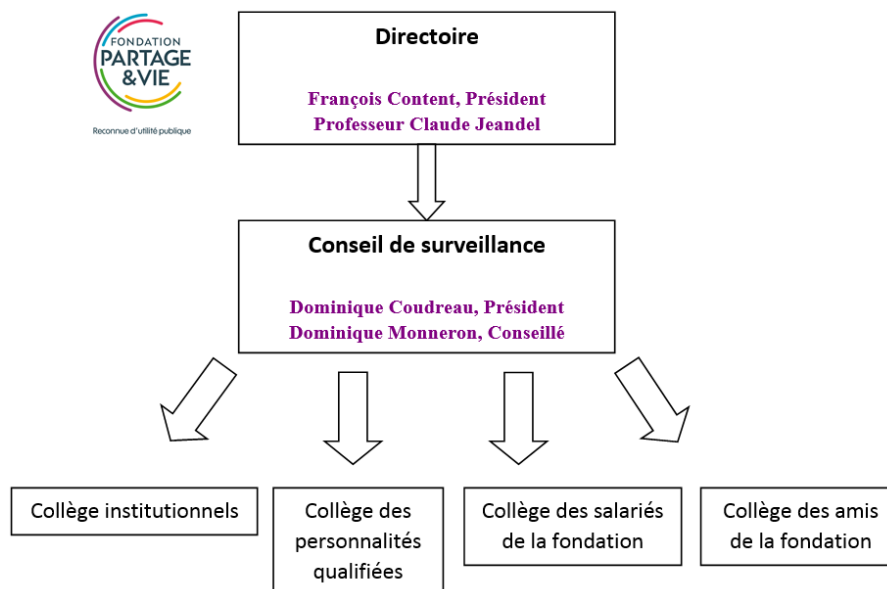 FONDATION
PARTAGE
&VIE
Reconnue d'utilité publique
Directoire
François Content, Président
Professeur Claude Jeandel
Conseil de surveillance
Dominique Coudreau, Président
Dominique Monneron, Conseillé
Collège institutionnels
Collège des
personnalités
qualifiées
Collège des salariés
de la fondation
Collège des amis
de la fondation